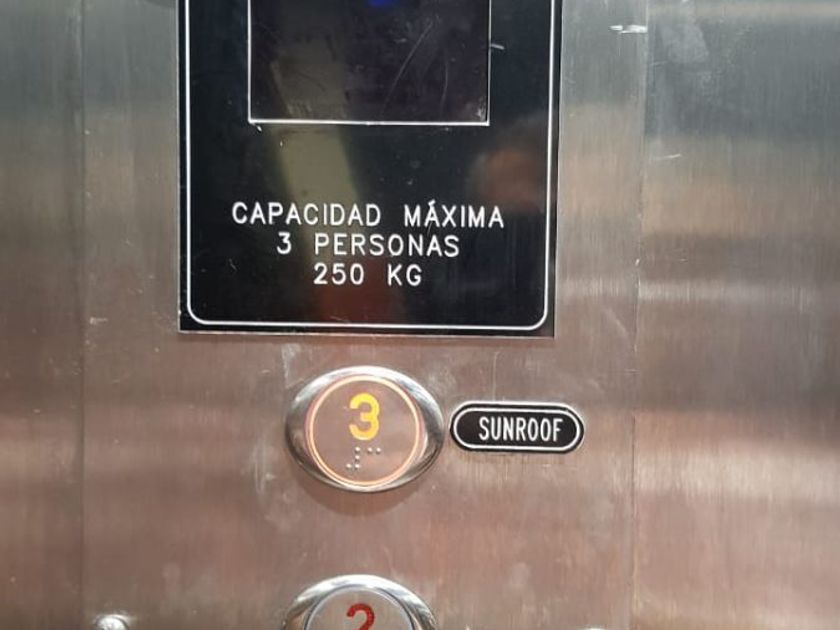 CAPACIDAD MÁXIMA
3 PERSONAS
250 KG
3
SUNROOF
2